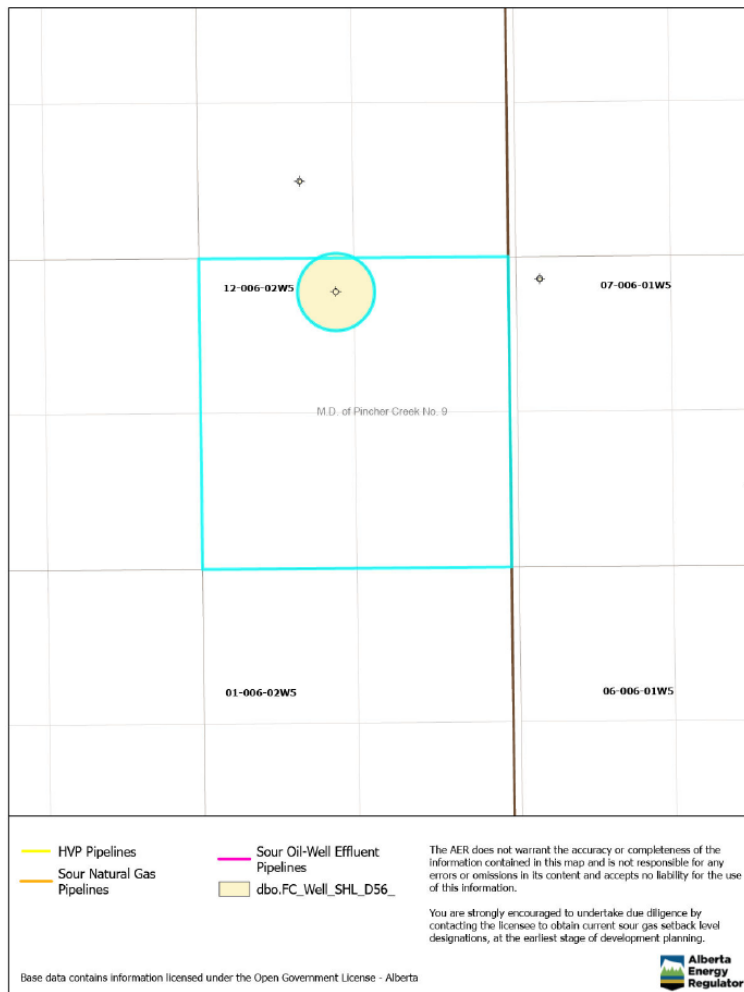 12-006-02W5
07-006-01W5
M.D. of Pincher Creek No. 9
01-006-02W5
06-006-01W5
HVP Pipelines
Sour Natural Gas
Pipelines
Sour Oil-Well Effluent
Pipelines
dbo.FC_Well_SHL_D56_
The AER does not warrant the accuracy or completeness of the
information contained in this map and is not responsible for any
errors or omissions in its content and accepts no liability for the use
of this information.
You are strongly encouraged to undertake due diligence by
contacting the licensee to obtain current sour gas setback level
designations, at the earliest stage of development planning.
Base data contains information licensed under the Open Government License - Alberta
Alberta
Energy
Regulator